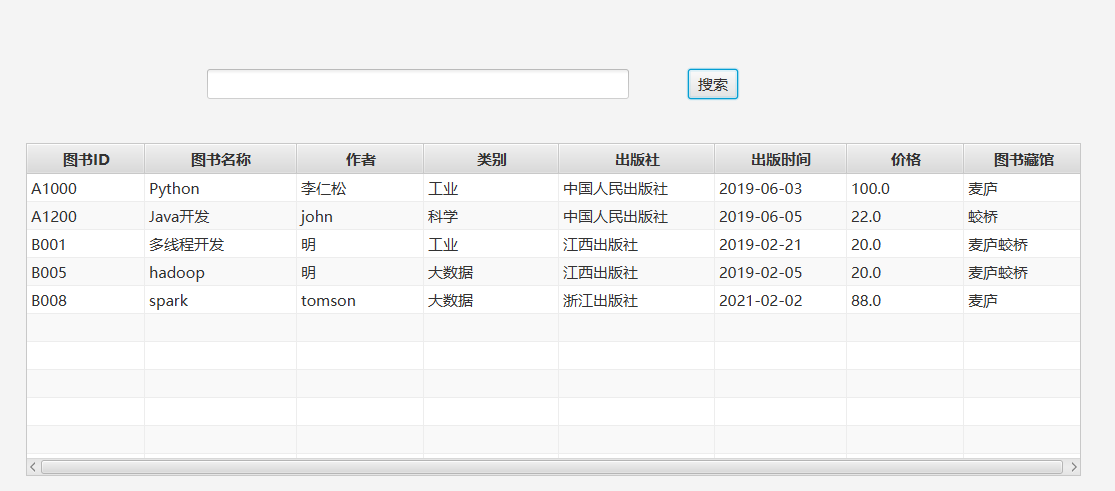 搜索
图书ID 图书名称 作者 类别 出版社 出版时间 价格 图书藏馆
A1000 Python 李仁松 工业 中国人民出版社 2019-06-03 100.0 麦庐
A1200 Java开发 john 科学 中国人民出版社 2019-06-05 22.0 蛟桥
B001 多线程开发 明 工业 江西出版社 2019-02-21 20.0 麦庐蛟桥
B005 hadoop 明 大数据 江西出版社 2019-02-05 20.0 麦庐蛟桥
B008 spark tomson 大数据 浙江出版社 2021-02-02 88.0 麦庐